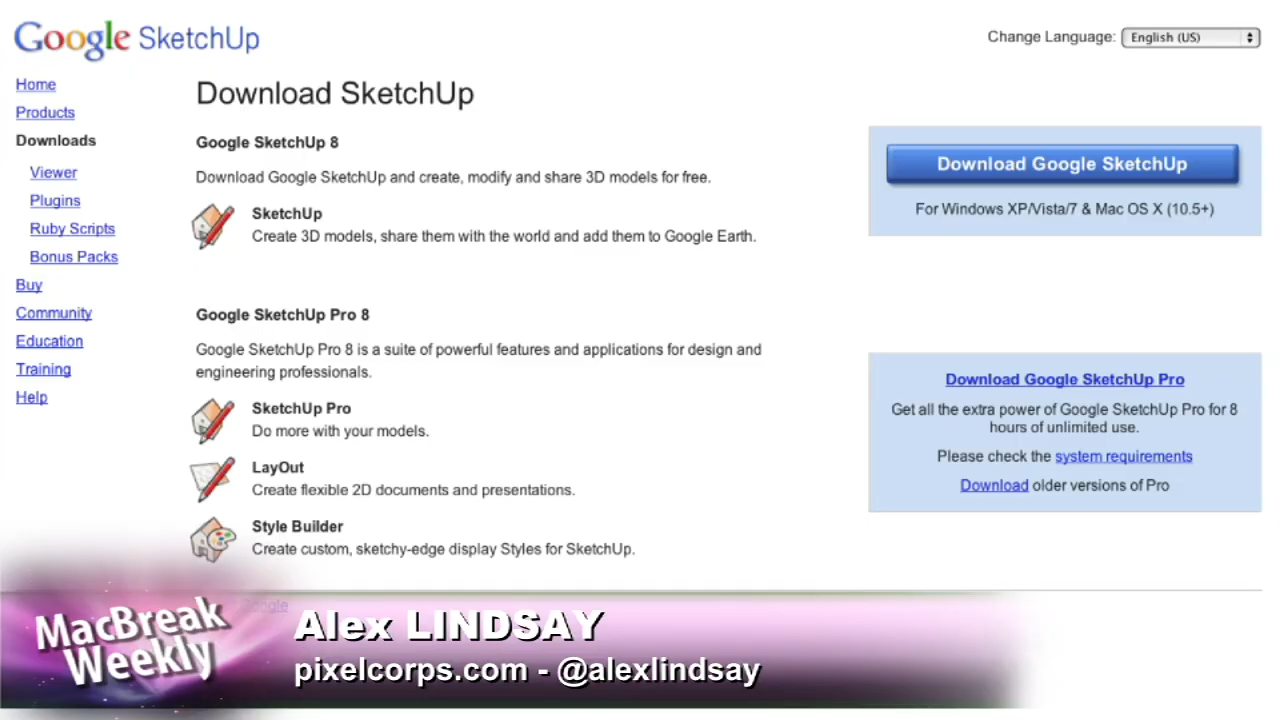 Google SketchUp
Change Language: English (US)
Home
Products
Downloads
Viewer
Plugins
Ruby Scripts
Bonus Packs
Buy
Community
Education
Training
Help
Download SketchUp
Google SketchUp 8
Download Google SketchUp and create, modify and share 3D models for free.
SketchUp
Create 3D models, share them with the world and add them to Google Earth.
Download Google SketchUp
For Windows XP/Vista/7 & Mac OS X (10.5+)
Google SketchUp Pro 8
Google SketchUp Pro 8 is a suite of powerful features and applications for design and
engineering professionals.
SketchUp Pro
Do more with your models.
LayOut
Create flexible 2D documents and presentations.
Style Builder
Create custom, sketchy-edge display Styles for SketchUp.
Download Google SketchUp Pro
Get all the extra power of Google SketchUp Pro for 8
hours of unlimited use.
Please check the system requirements
Download older versions of Pro
Google
MacBreak
Weekly
Alex LINDSAY
pixelcorps.com - @alexlindsay